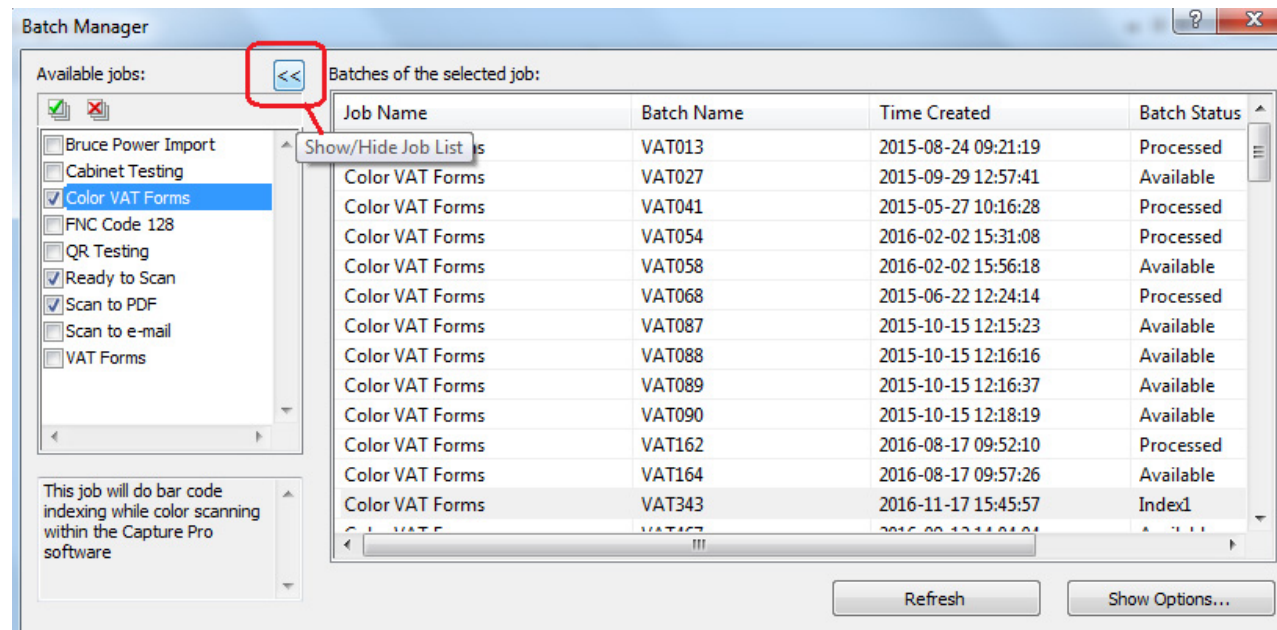 Batch Manager
?
X
Available jobs:
<<
Batches of the selected job:
Job Name Batch Name Time Created Batch Status
Show/Hide Job List
Bruce Power Import
Cabinet Testing
Color VAT Forms
FNC Code 128
QR Testing
Ready to Scan
Scan to PDF
Scan to e-mail
VAT Forms
VAT013 2015-08-24 09:21:19 Processed
Color VAT Forms VAT027 2015-09-29 12:57:41 Available
Color VAT Forms VAT041 2015-05-27 10:16:28 Processed
Color VAT Forms VAT054 2016-02-02 15:31:08 Processed
Color VAT Forms VAT058 2016-02-02 15:56:18 Available
Color VAT Forms VAT068 2015-06-22 12:24:14 Processed
Color VAT Forms VAT087 2015-10-15 12:15:23 Available
Color VAT Forms VAT088 2015-10-15 12:16:16 Available
Color VAT Forms VAT089 2015-10-15 12:16:37 Available
Color VAT Forms VAT090 2015-10-15 12:18:19 Available
Color VAT Forms VAT162 2016-08-17 09:52:10 Processed
Color VAT Forms VAT164 2016-08-17 09:57:26 Available
Color VAT Forms VAT343 2016-11-17 15:45:57 Index1
This job will do bar code
indexing while color scanning
within the Capture Pro
software
Refresh
Show Options...